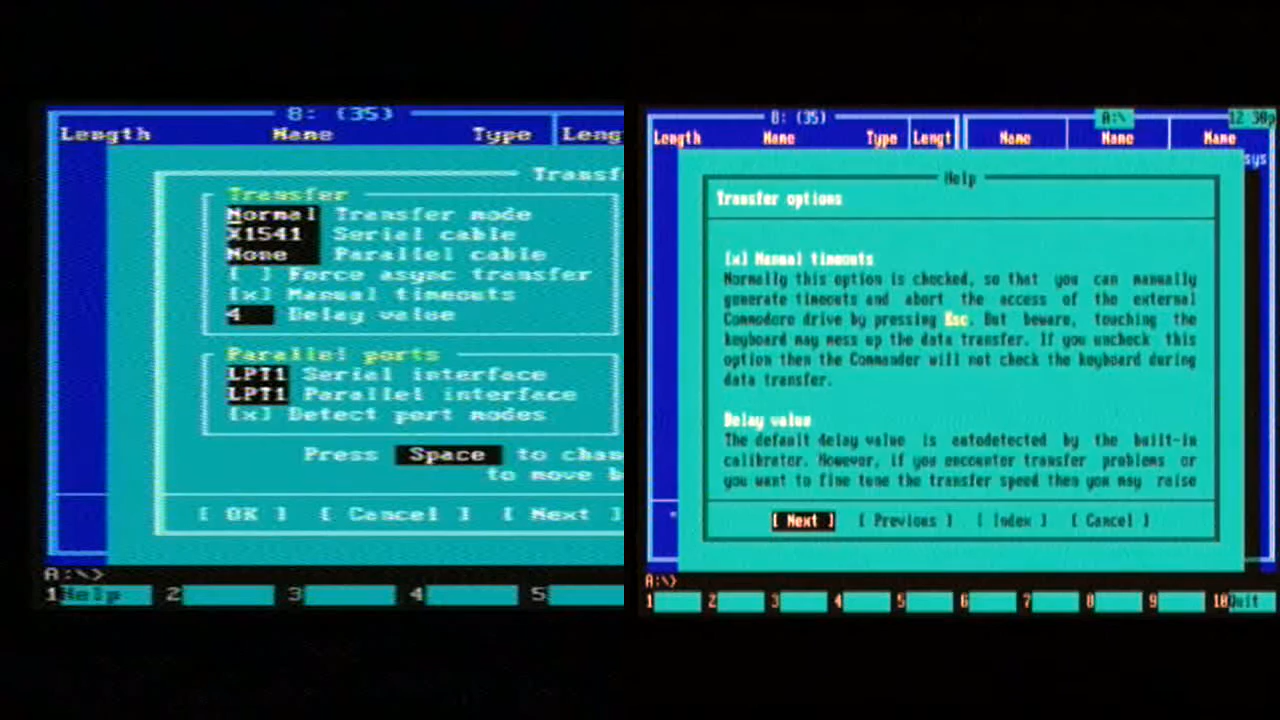 8: (35)
Length Name Type Leng
Transf
Transfer
Normal Transfer mode
X1541 Serial cable
None Parallel cable
[ ] Force async transfer
[x] Manual timeouts
4 Delay value
Parallel ports
LPT1 Serial interface
LPT1 Parallel interface
[x] Detect port modes
Press Space to chan
to move b
[ OK ] [ Cancel ] [ Next ]
A:\>
1Help 2 3 4 5
8: (35) A:\ 12 30p
Length Name Type Lengt Name Name Name
sys
Help
Transfer options
[x] Manual timeouts
Normally this option is checked, so that you can manually
generate timeouts and abort the access of the external
Commodore drive by pressing Esc. But beware, touching the
keyboard may mess up the data transfer. If you uncheck this
option then the Commander will not check the keyboard during
data transfer.
Delay value
The default delay value is autodetected by the built-in
calibrator. However, if you encounter transfer problems or
you want to fine tune the transfer speed then you may raise
[ Next ] [ Previous ] [ Index ] [ Cancel ]
A:\>
1 2 3 4 5 6 7 8 9 10Quit